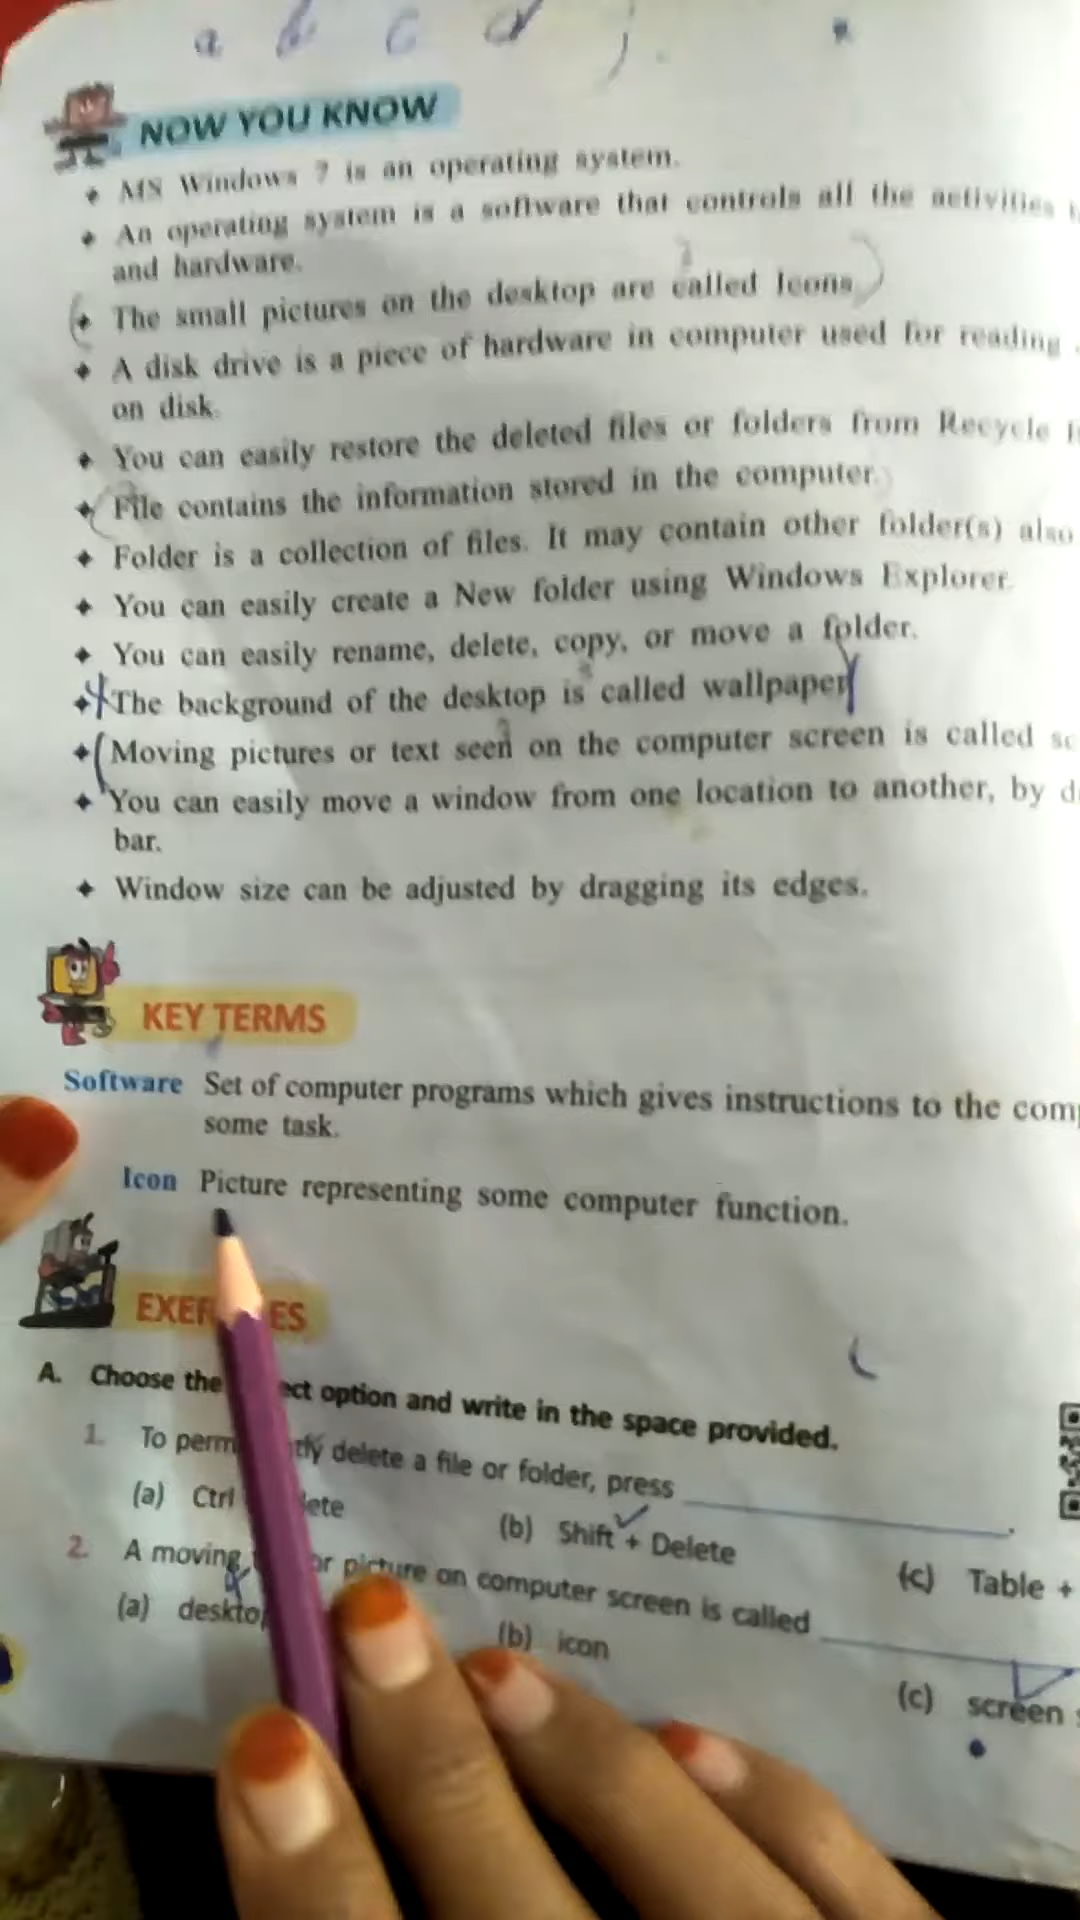 a b c d
NOW YOU KNOW
MS Windows 7 is an operating system.
An operating system is a software that controls all the activities
and hardware.
The small pictures on the desktop are called Icons
A disk drive is a piece of hardware in computer used for reading
on disk.
You can easily restore the deleted files or folders from Recycle
File contains the information stored in the computer.
Folder is a collection of files. It may contain other folder(s) also
You can easily create a New folder using Windows Explorer.
You can easily rename, delete, copy, or move a folder.
The background of the desktop is called wallpaper
Moving pictures or text seen on the computer screen is called
You can easily move a window from one location to another, by
bar.
Window size can be adjusted by dragging its edges.
KEY TERMS
Software Set of computer programs which gives instructions to the
some task.
Icon Picture representing some computer function.
A. Choose the option and write in the space provided.
1. To delete a file or folder, press
(a) Ctrl (b) Shift + Delete (c) Table +
2. A moving or picture on computer screen is called
(a) (b) icon (c) screen